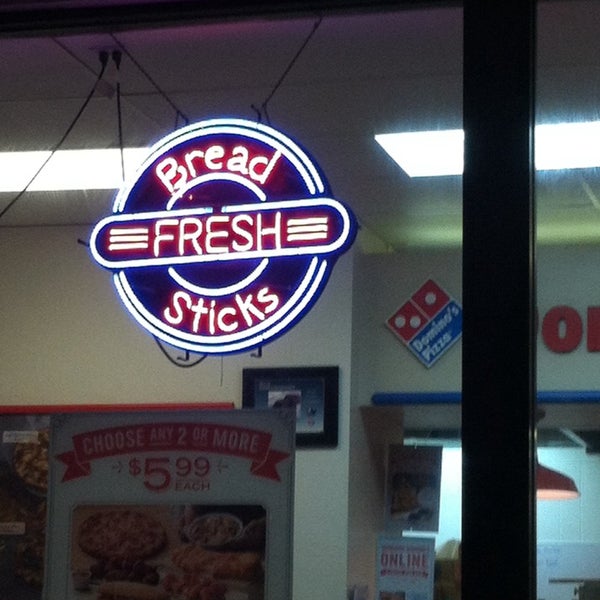 Bread
FRESH
Sticks
Domino's
Pizza
CHOOSE ANY 2 OR MORE
$5.99
EACH
ONLINE